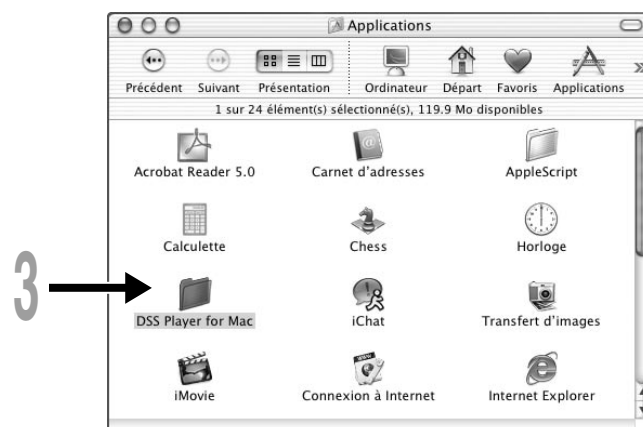 Applications
Précédent Suivant Présentation Ordinateur Départ Favoris Applications
1 sur 24 élément(s) sélectionné(s), 119.9 Mo disponibles
Acrobat Reader 5.0 Carnet d'adresses AppleScript
Calculette Chess Horloge
3
DSS Player for Mac iChat Transfert d'images
iMovie Connexion à Internet Internet Explorer